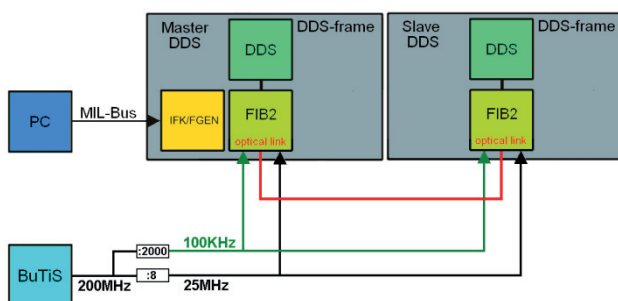 Master
DDS
DDS-frame
DDS
Slave
DDS
DDS-frame
DDS
PC
MIL-Bus
IFK/FGEN
FIB2
optical link
FIB2
optical link
:2000
100KHz
BuTiS
200MHz
:8
25MHz